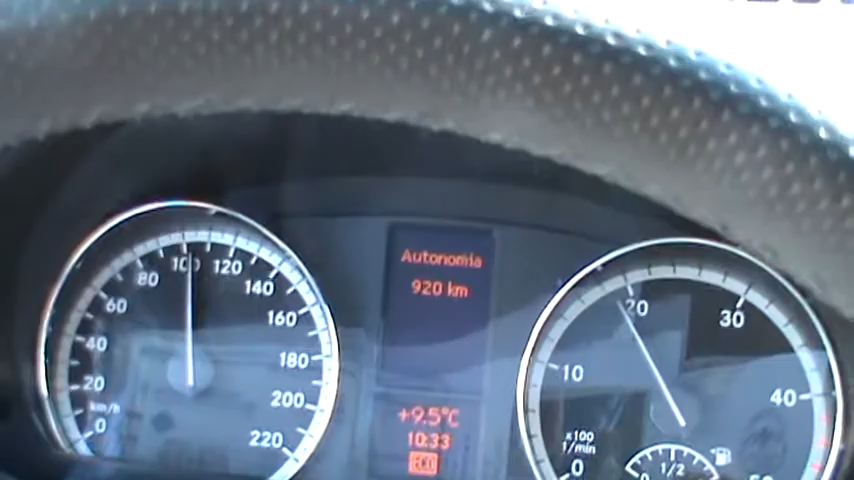 80 100 120
60 140
40 160
20 180
km/h 200
0 220
Autonomia
920 km
+9.5°C
10:33
ECO
20 30
10 40
x100
1/min
0 1/2
0